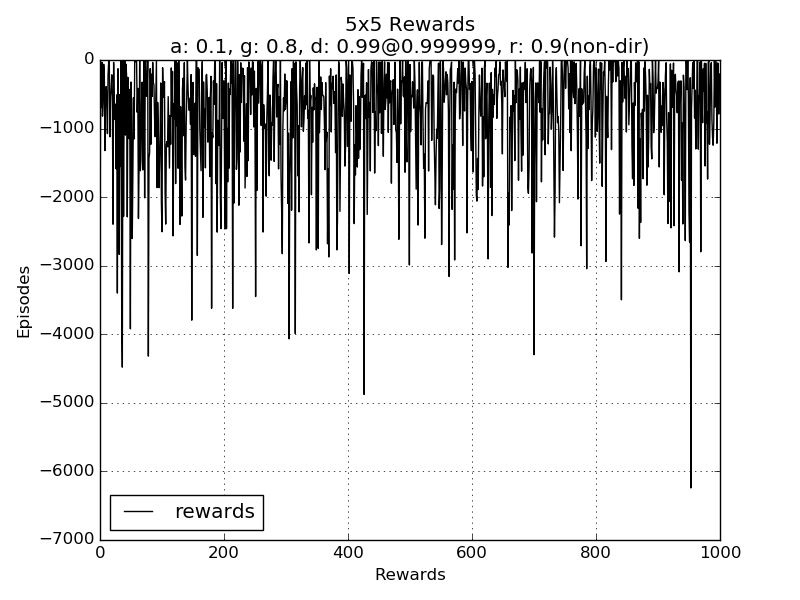 5x5 Rewards
a: 0.1, g: 0.8, d: 0.99@0.999999, r: 0.9(non-dir)
0
−1000
−2000
−3000
−4000
−5000
−6000
−7000
Episodes
rewards
0 200 400 600 800 1000
Rewards